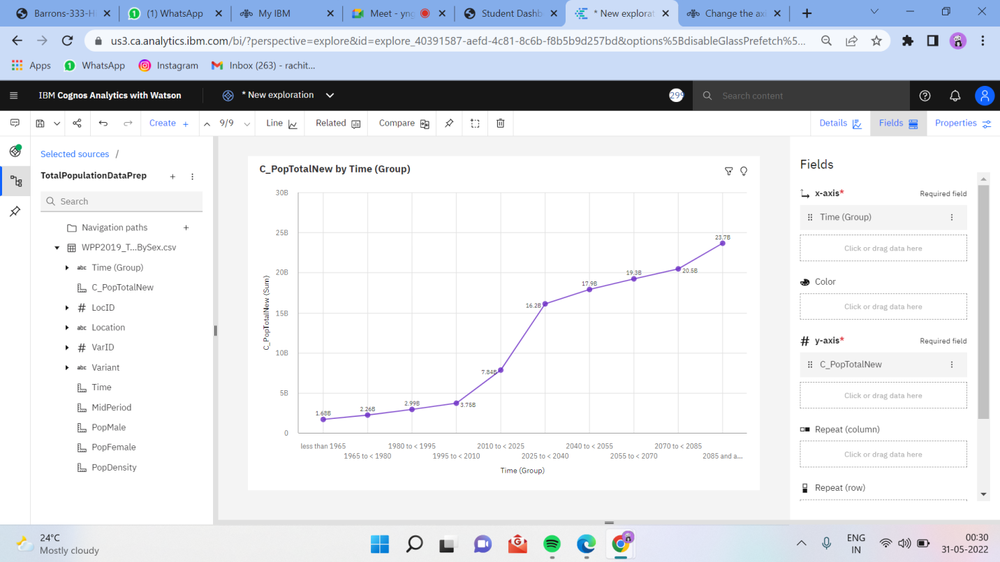 Barrons-333-H
(1) WhatsApp
My IBM
Meet - yng
Student Dashb
* New explorat
Change the axi
us3.ca.analytics.ibm.com/bi/?perspective=explore&id=explore_40391587-aefd-4c81-8c6b-f8b5b9d257bd&options%5BdisableGlassPrefetch%5...
Apps
1
WhatsApp
Instagram
Inbox (263) - rachit...
IBM Cognos Analytics with Watson
* New exploration
299
Search content
Create +
9/9
Line
Related
Compare
Details
Fields
Properties
Selected sources /
TotalPopulationDataPrep
Search
Navigation paths
WPP2019_T...BySex.csv
abc Time (Group)
C_PopTotalNew
# LocID
abc Location
# VarID
abc Variant
Time
MidPeriod
PopMale
PopFemale
PopDensity
C_PopTotalNew by Time (Group)
30B
25B
20B
15B
10B
5B
0
C_PopTotalNew (Sum)
1.68B
2.26B
2.99B
3.75B
7.84B
16.2B
17.9B
19.3B
20.5B
23.7B
less than 1965
1965 to < 1980
1980 to < 1995
1995 to < 2010
2010 to < 2025
2025 to < 2040
2040 to < 2055
2055 to < 2070
2070 to < 2085
2085 and a...
Time (Group)
Fields
x-axis* Required field
Time (Group)
Click or drag data here
Color
Click or drag data here
# y-axis* Required field
C_PopTotalNew
Click or drag data here
Repeat (column)
Click or drag data here
Repeat (row)
24°C
Mostly cloudy
ENG
IN
00:30
31-05-2022